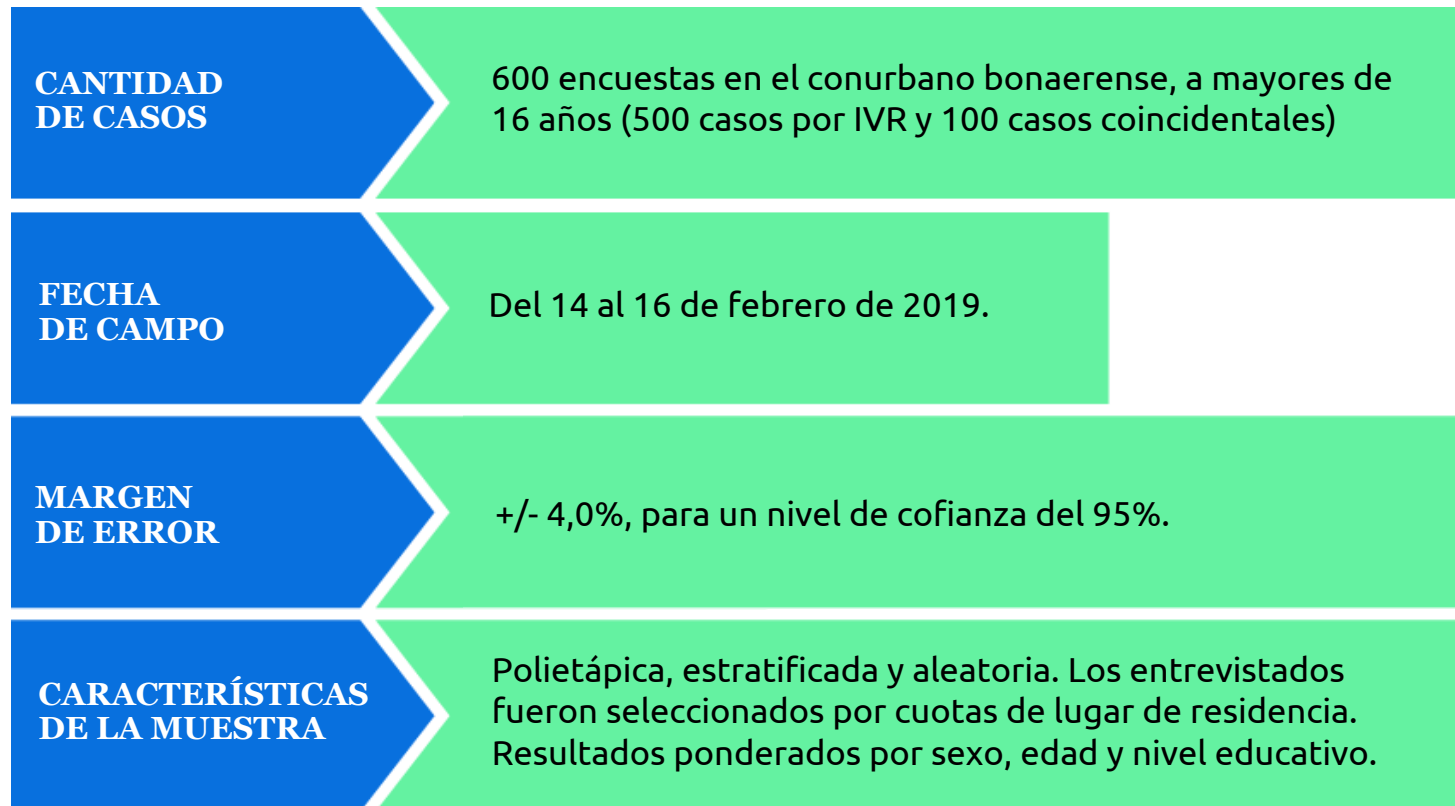 CANTIDAD
DE CASOS
600 encuestas en el conurbano bonaerense, a mayores de
16 años (500 casos por IVR y 100 casos coincidentales)
FECHA
DE CAMPO
Del 14 al 16 de febrero de 2019.
MARGEN
DE ERROR
+/- 4,0%, para un nivel de cofianza del 95%.
CARACTERÍSTICAS
DE LA MUESTRA
Polietápica, estratificada y aleatoria. Los entrevistados
fueron seleccionados por cuotas de lugar de residencia.
Resultados ponderados por sexo, edad y nivel educativo.